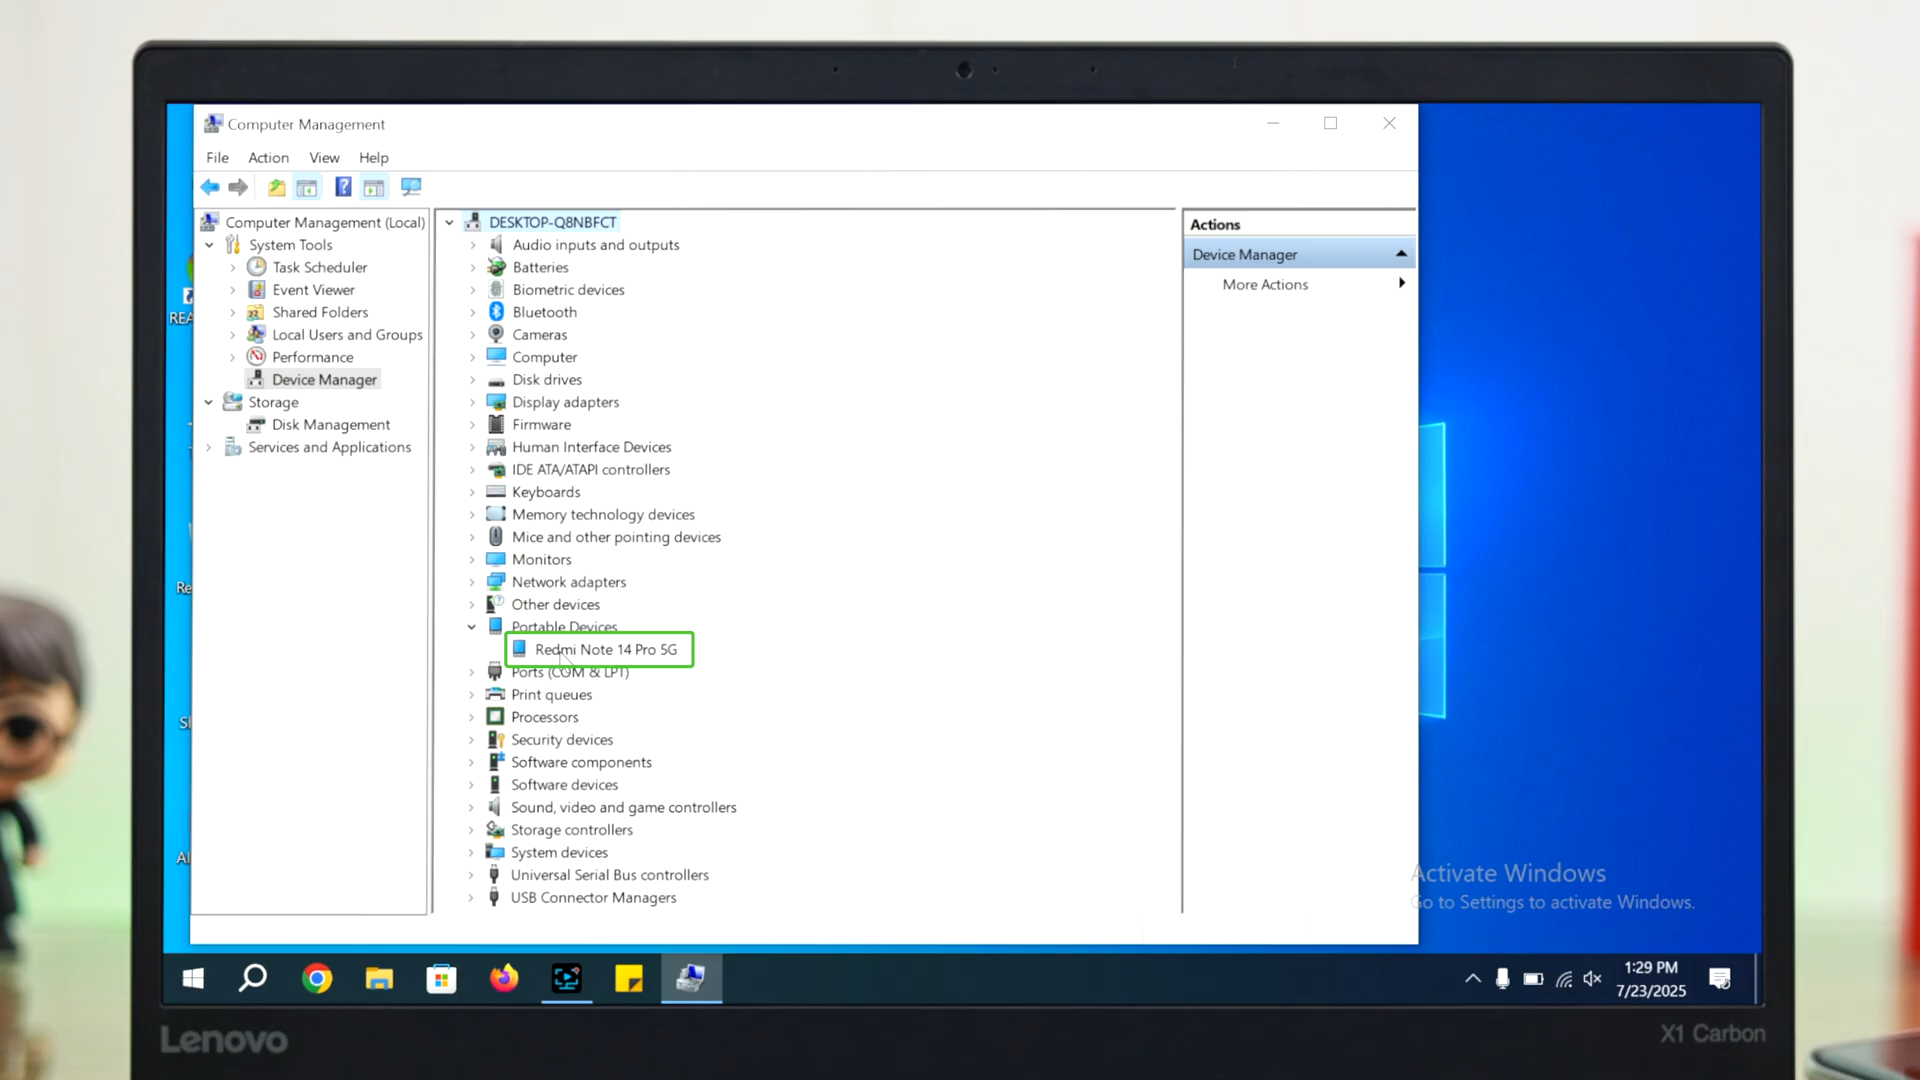 Computer Management
File Action View Help
Computer Management (Local)
System Tools
Task Scheduler
Event Viewer
Shared Folders
Local Users and Groups
Performance
Device Manager
Storage
Disk Management
Services and Applications
DESKTOP-Q8NBFCT
Audio inputs and outputs
Batteries
Biometric devices
Bluetooth
Cameras
Computer
Disk drives
Display adapters
Firmware
Human Interface Devices
IDE ATA/ATAPI controllers
Keyboards
Memory technology devices
Mice and other pointing devices
Monitors
Network adapters
Other devices
Portable Devices
Redmi Note 14 Pro 5G
Ports (COM & LPT)
Print queues
Processors
Security devices
Software components
Software devices
Sound, video and game controllers
Storage controllers
System devices
Universal Serial Bus controllers
USB Connector Managers
Actions
Device Manager
More Actions
Activate Windows
Go to Settings to activate Windows.
1:29 PM
7/23/2025
Lenovo
X1 Carbon